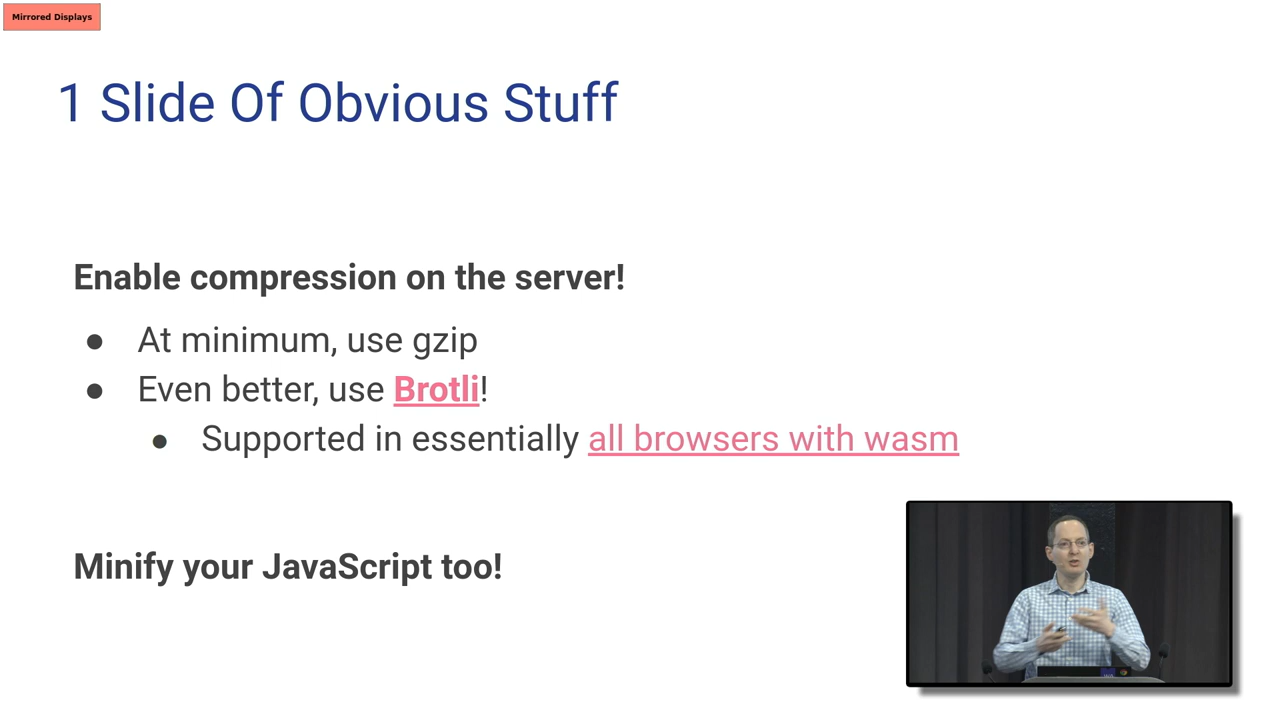 Mirrored Displays
1 Slide Of Obvious Stuff
Enable compression on the server!
● At minimum, use gzip
● Even better, use Brotli!
● Supported in essentially all browsers with wasm
Minify your JavaScript too!